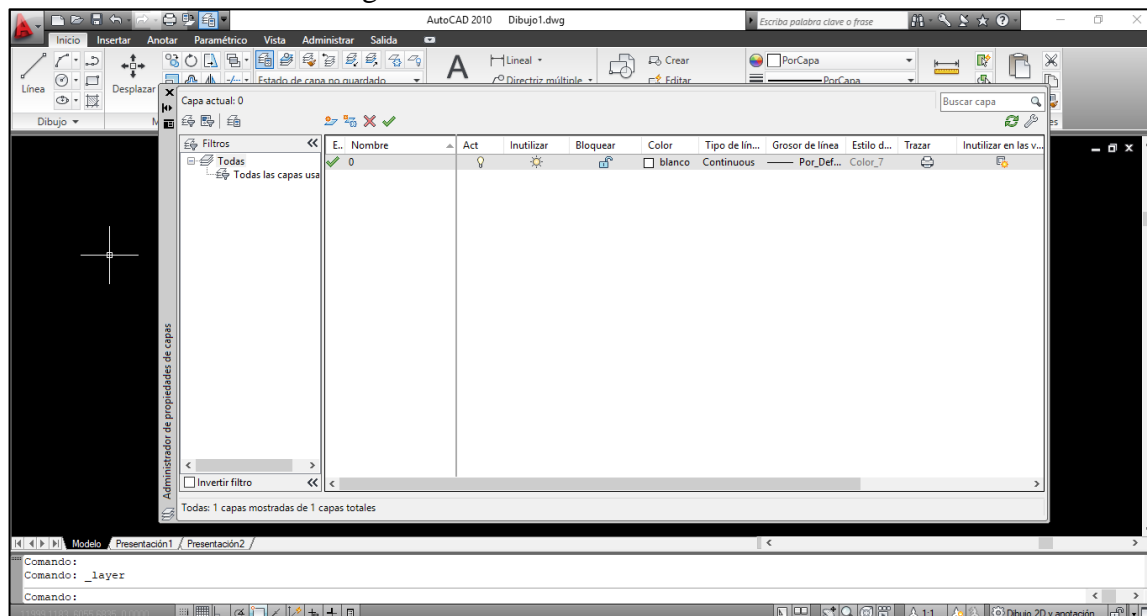 AutoCAD 2010 Dibujo1.dwg
Escriba palabra clave o frase
Inicio Insertar Anotar Paramétrico Vista Administrar Salida
Línea
Desplazar
Estado de capa no guardado
A
Lineal
Directriz múltiple
Crear
Editar
PorCapa
PorCapa
Dibujo
Capa actual: 0
Buscar capa
Filtros
Todas
Todas las capas usa
E.. Nombre Act Inutilizar Bloquear Color Tipo de lín... Grosor de línea Estilo d... Trazar Inutilizar en las v...
0 blanco Continuous Por_Def... Color_7
Administrador de propiedades de capas
Invertir filtro
Todas: 1 capas mostradas de 1 capas totales
Modelo Presentación1 Presentación2
Comando:
Comando: _layer
Comando:
1:1 Dibujo 2D y anotación